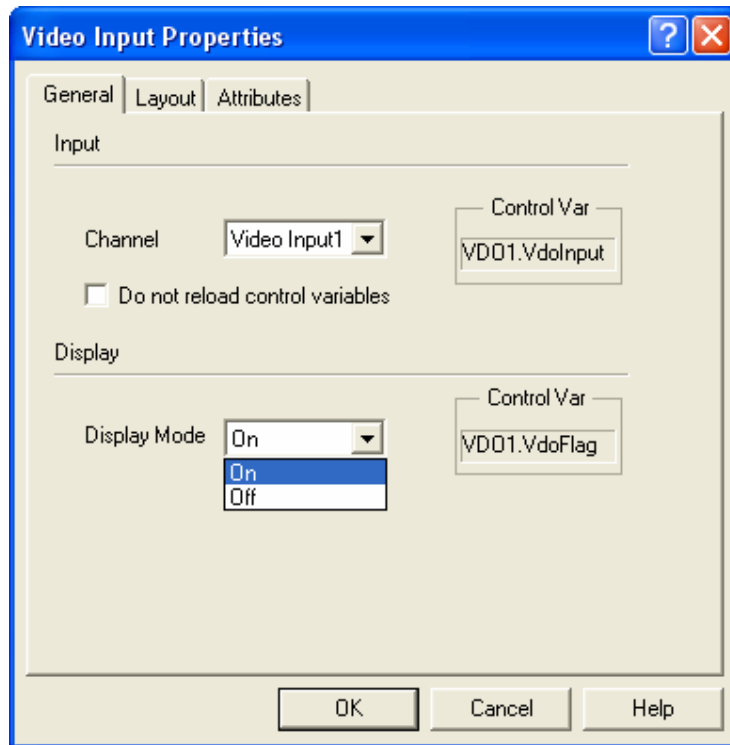 Video Input Properties
General Layout Attributes
Input
Control Var
Channel Video Input1 VDO1.VdoInput
Do not reload control variables
Display
Control Var
Display Mode On VDO1.VdoFlag
On
Off
OK Cancel Help